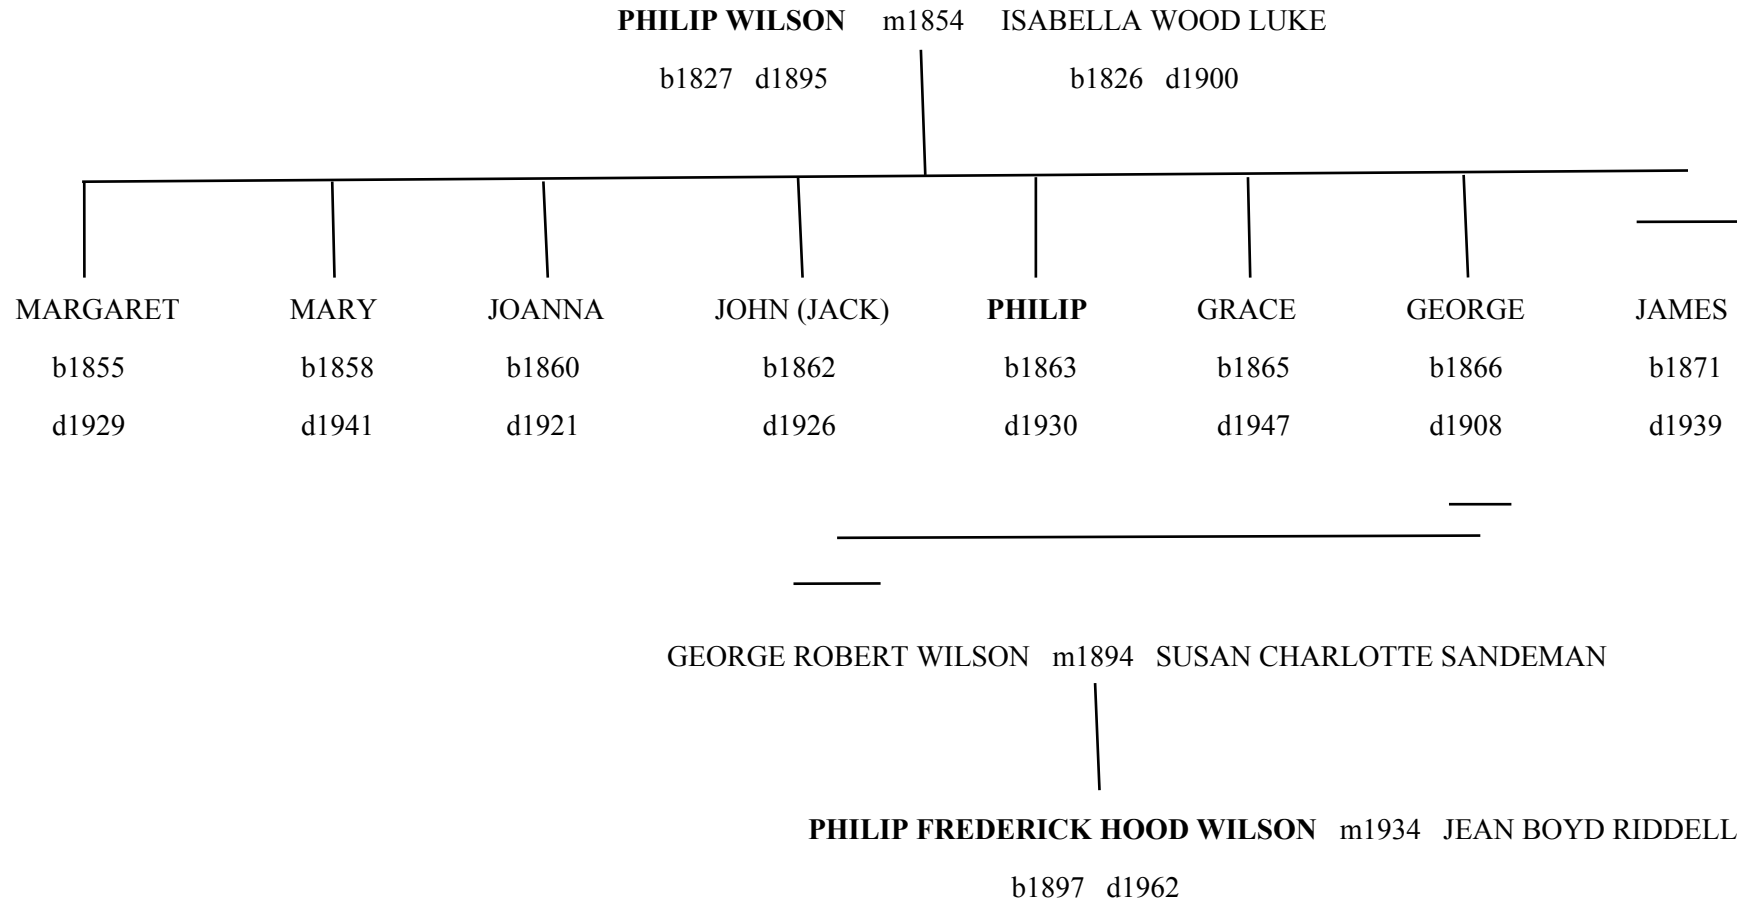 PHILIP WILSON m1854 ISABELLA WOOD LUKE
b1827 d1895 b1826 d1900
MARGARET MARY JOANNA JOHN (JACK) PHILIP GRACE GEORGE JAMES
b1855 b1858 b1860 b1862 b1863 b1865 b1866 b1871
d1929 d1941 d1921 d1926 d1930 d1947 d1908 d1939
GEORGE ROBERT WILSON m1894 SUSAN CHARLOTTE SANDEMAN
PHILIP FREDERICK HOOD WILSON m1934 JEAN BOYD RIDDELL
b1897 d1962